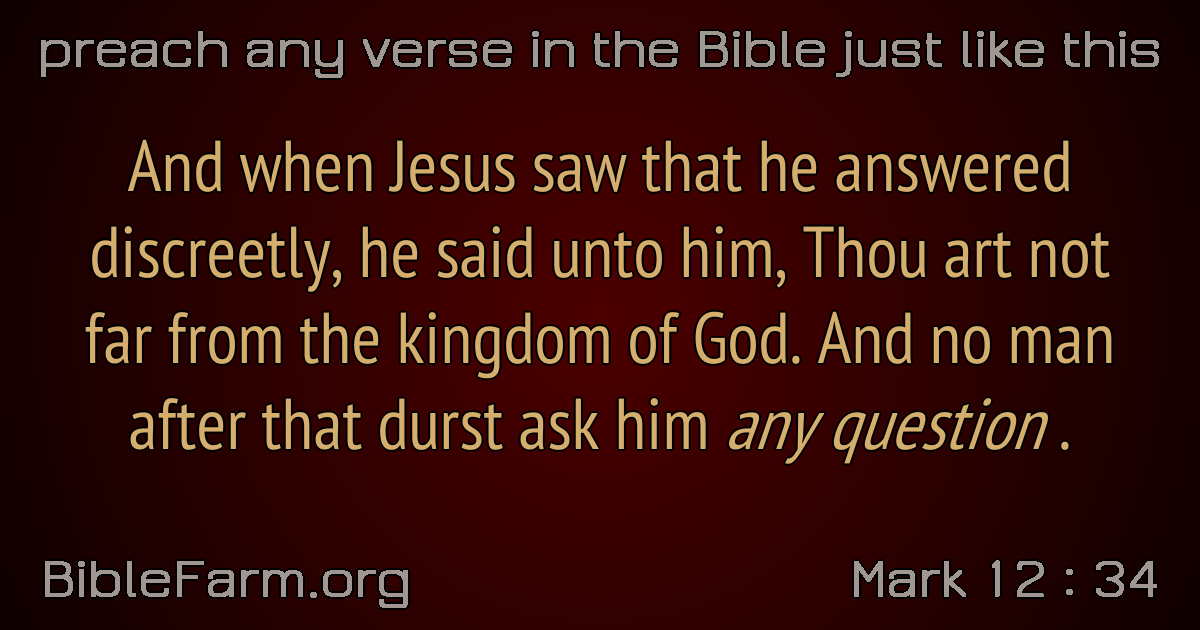 preach any verse in the Bible just like this
And when Jesus saw that he answered
discreetly, he said unto him, Thou art not
far from the kingdom of God. And no man
after that durst ask him any question .
BibleFarm.org
Mark 12 : 34